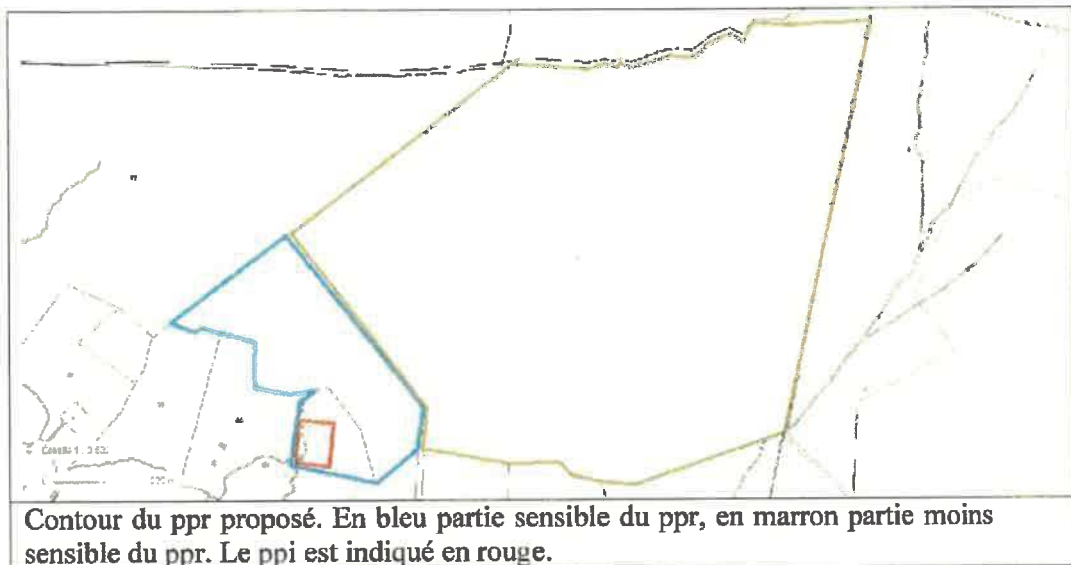 Contour du ppr proposé. En bleu partie sensible du ppr, en marron partie moins
sensible du ppr. Le ppi est indiqué en rouge.